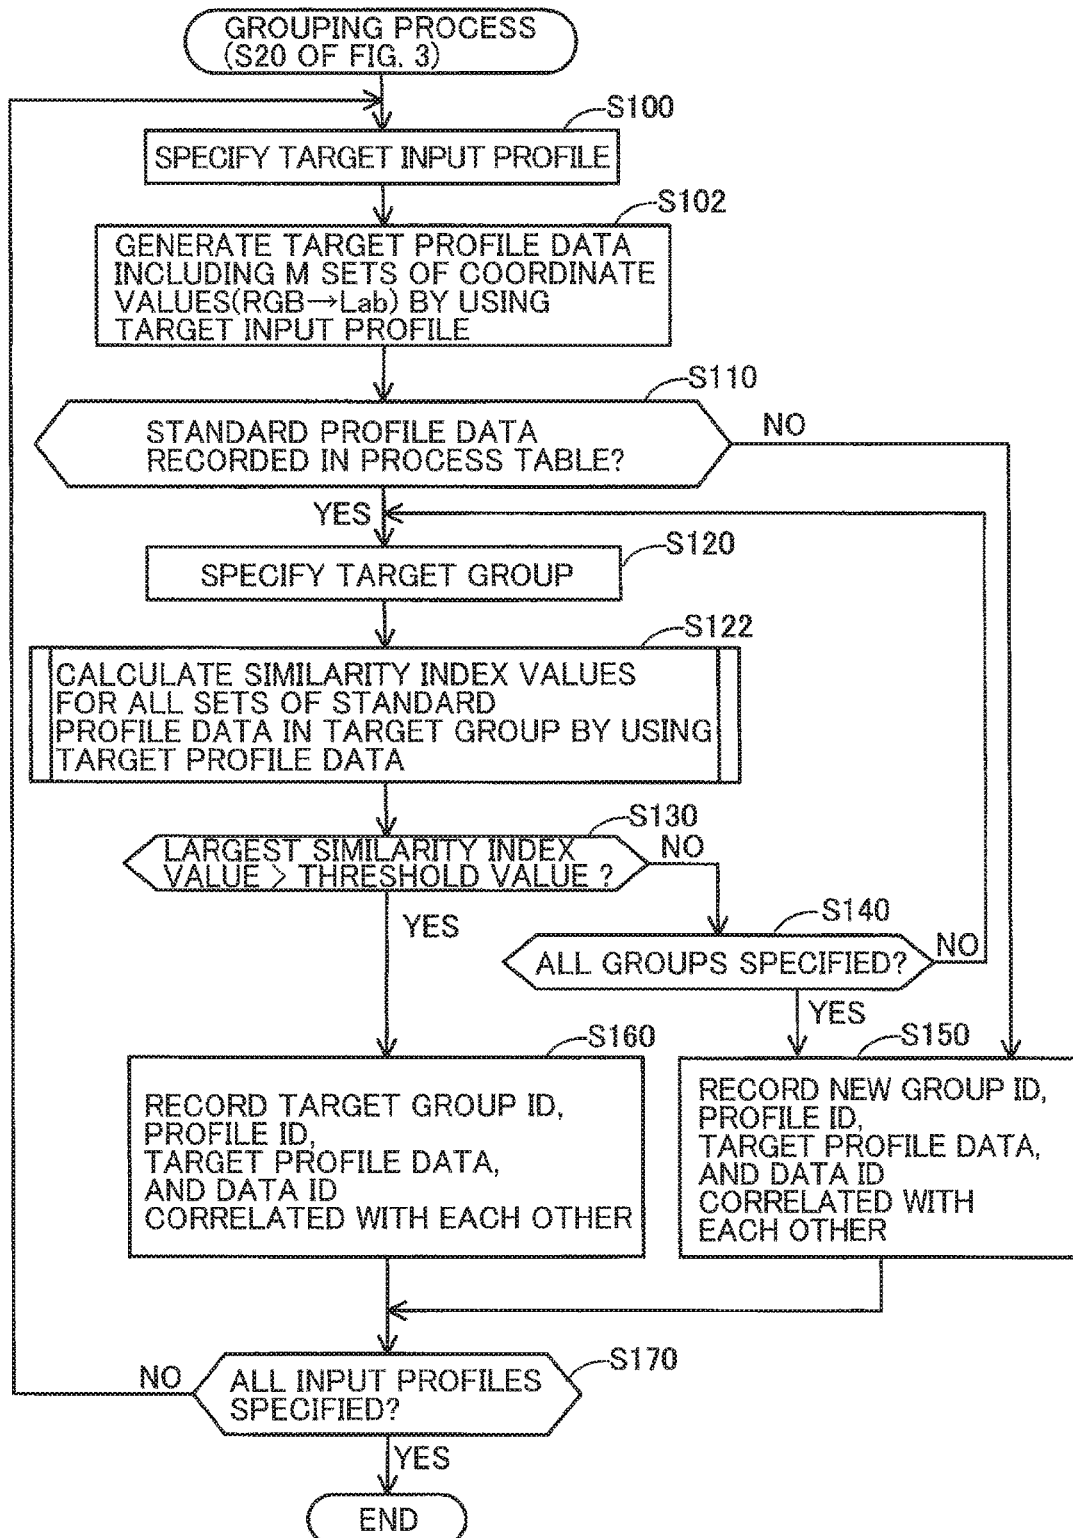 GROUPING PROCESS
(S20 OF FIG. 3)
S100
SPECIFY TARGET INPUT PROFILE
S102
GENERATE TARGET PROFILE DATA
INCLUDING M SETS OF COORDINATE
VALUES(RGB→Lab) BY USING
TARGET INPUT PROFILE
S110
STANDARD PROFILE DATA
RECORDED IN PROCESS TABLE?
NO
YES
S120
SPECIFY TARGET GROUP
S122
CALCULATE SIMILARITY INDEX VALUES
FOR ALL SETS OF STANDARD
PROFILE DATA IN TARGET GROUP BY USING
TARGET PROFILE DATA
S130
LARGEST SIMILARITY INDEX
VALUE > THRESHOLD VALUE ?
NO
YES
S140
ALL GROUPS SPECIFIED?
NO
YES
S160
RECORD TARGET GROUP ID,
PROFILE ID,
TARGET PROFILE DATA,
AND DATA ID
CORRELATED WITH EACH OTHER
S150
RECORD NEW GROUP ID,
PROFILE ID,
TARGET PROFILE DATA,
AND DATA ID
CORRELATED WITH
EACH OTHER
S170
ALL INPUT PROFILES
SPECIFIED?
NO
YES
END